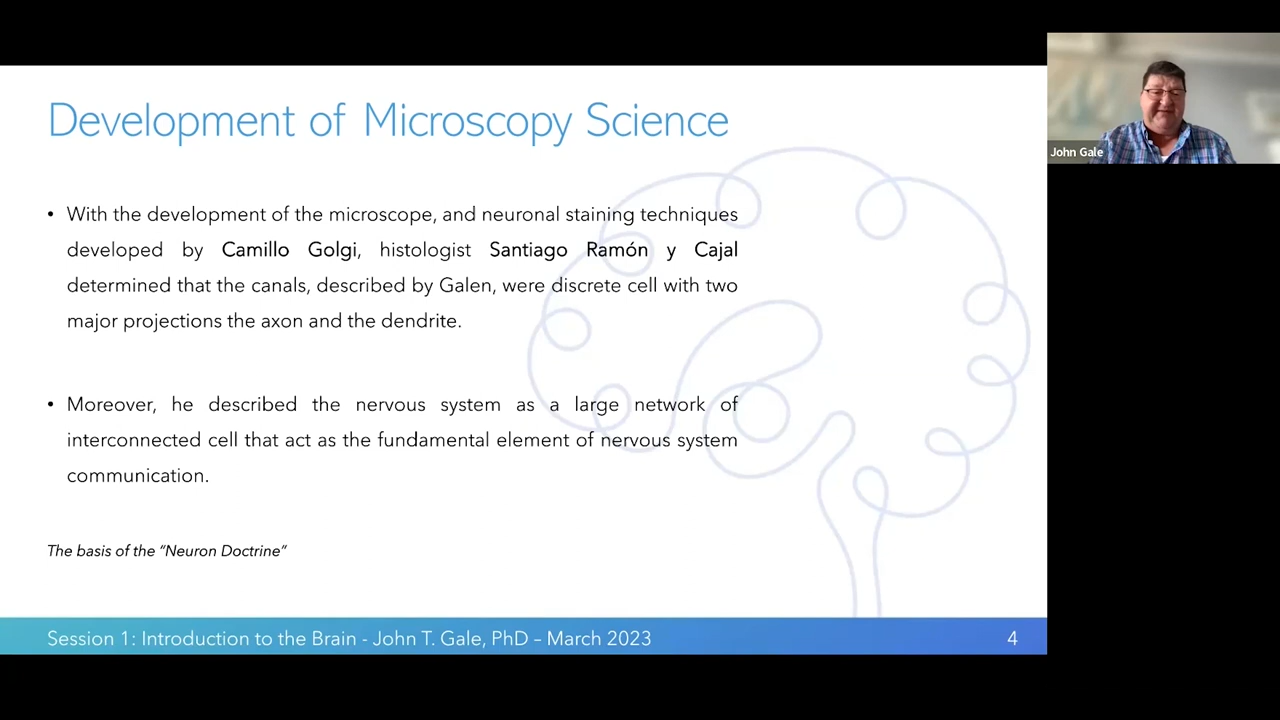 Development of Microscopy Science
• With the development of the microscope, and neuronal staining techniques
developed by Camillo Golgi, histologist Santiago Ramón y Cajal
determined that the canals, described by Galen, were discrete cell with two
major projections the axon and the dendrite.
• Moreover, he described the nervous system as a large network of
interconnected cell that act as the fundamental element of nervous system
communication.
The basis of the “Neuron Doctrine”
Session 1: Introduction to the Brain - John T. Gale, PhD – March 2023
4
John Gale